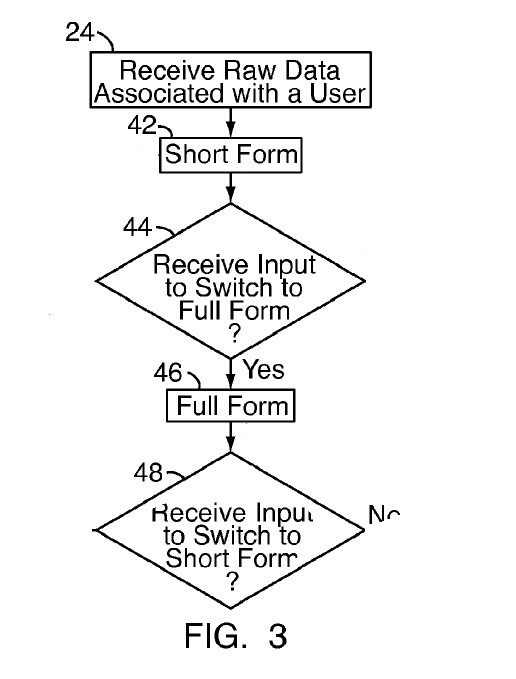 24
Receive Raw Data
Associated with a User
42
Short Form
44
Receive Input
to Switch to
Full Form
?
Yes
46
Full Form
48
Receive Input
to Switch to
Short Form
?
FIG. 3